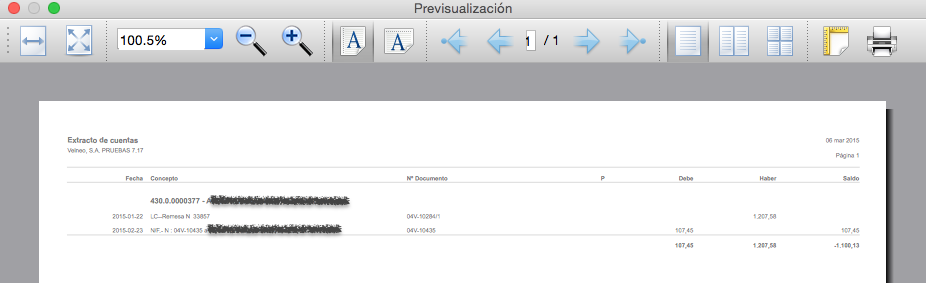 Previsualización
100.5%
A
A
1 / 1
Extracto de cuentas
Velneo, S.A, PRUEBAS 7.17
06 mar 2015
Página 1
Fecha Concepto Nº Documento P Debe Haber Saldo
430.0.0000377 - A
2015-01-22 LC--Remesa N 33857 04V-10284/1 1.207,58
2015-02-23 N/F.- N : 04V-10435 a 04V-10435 107,45 107,45
107,45 1.207,58 -1.100,13